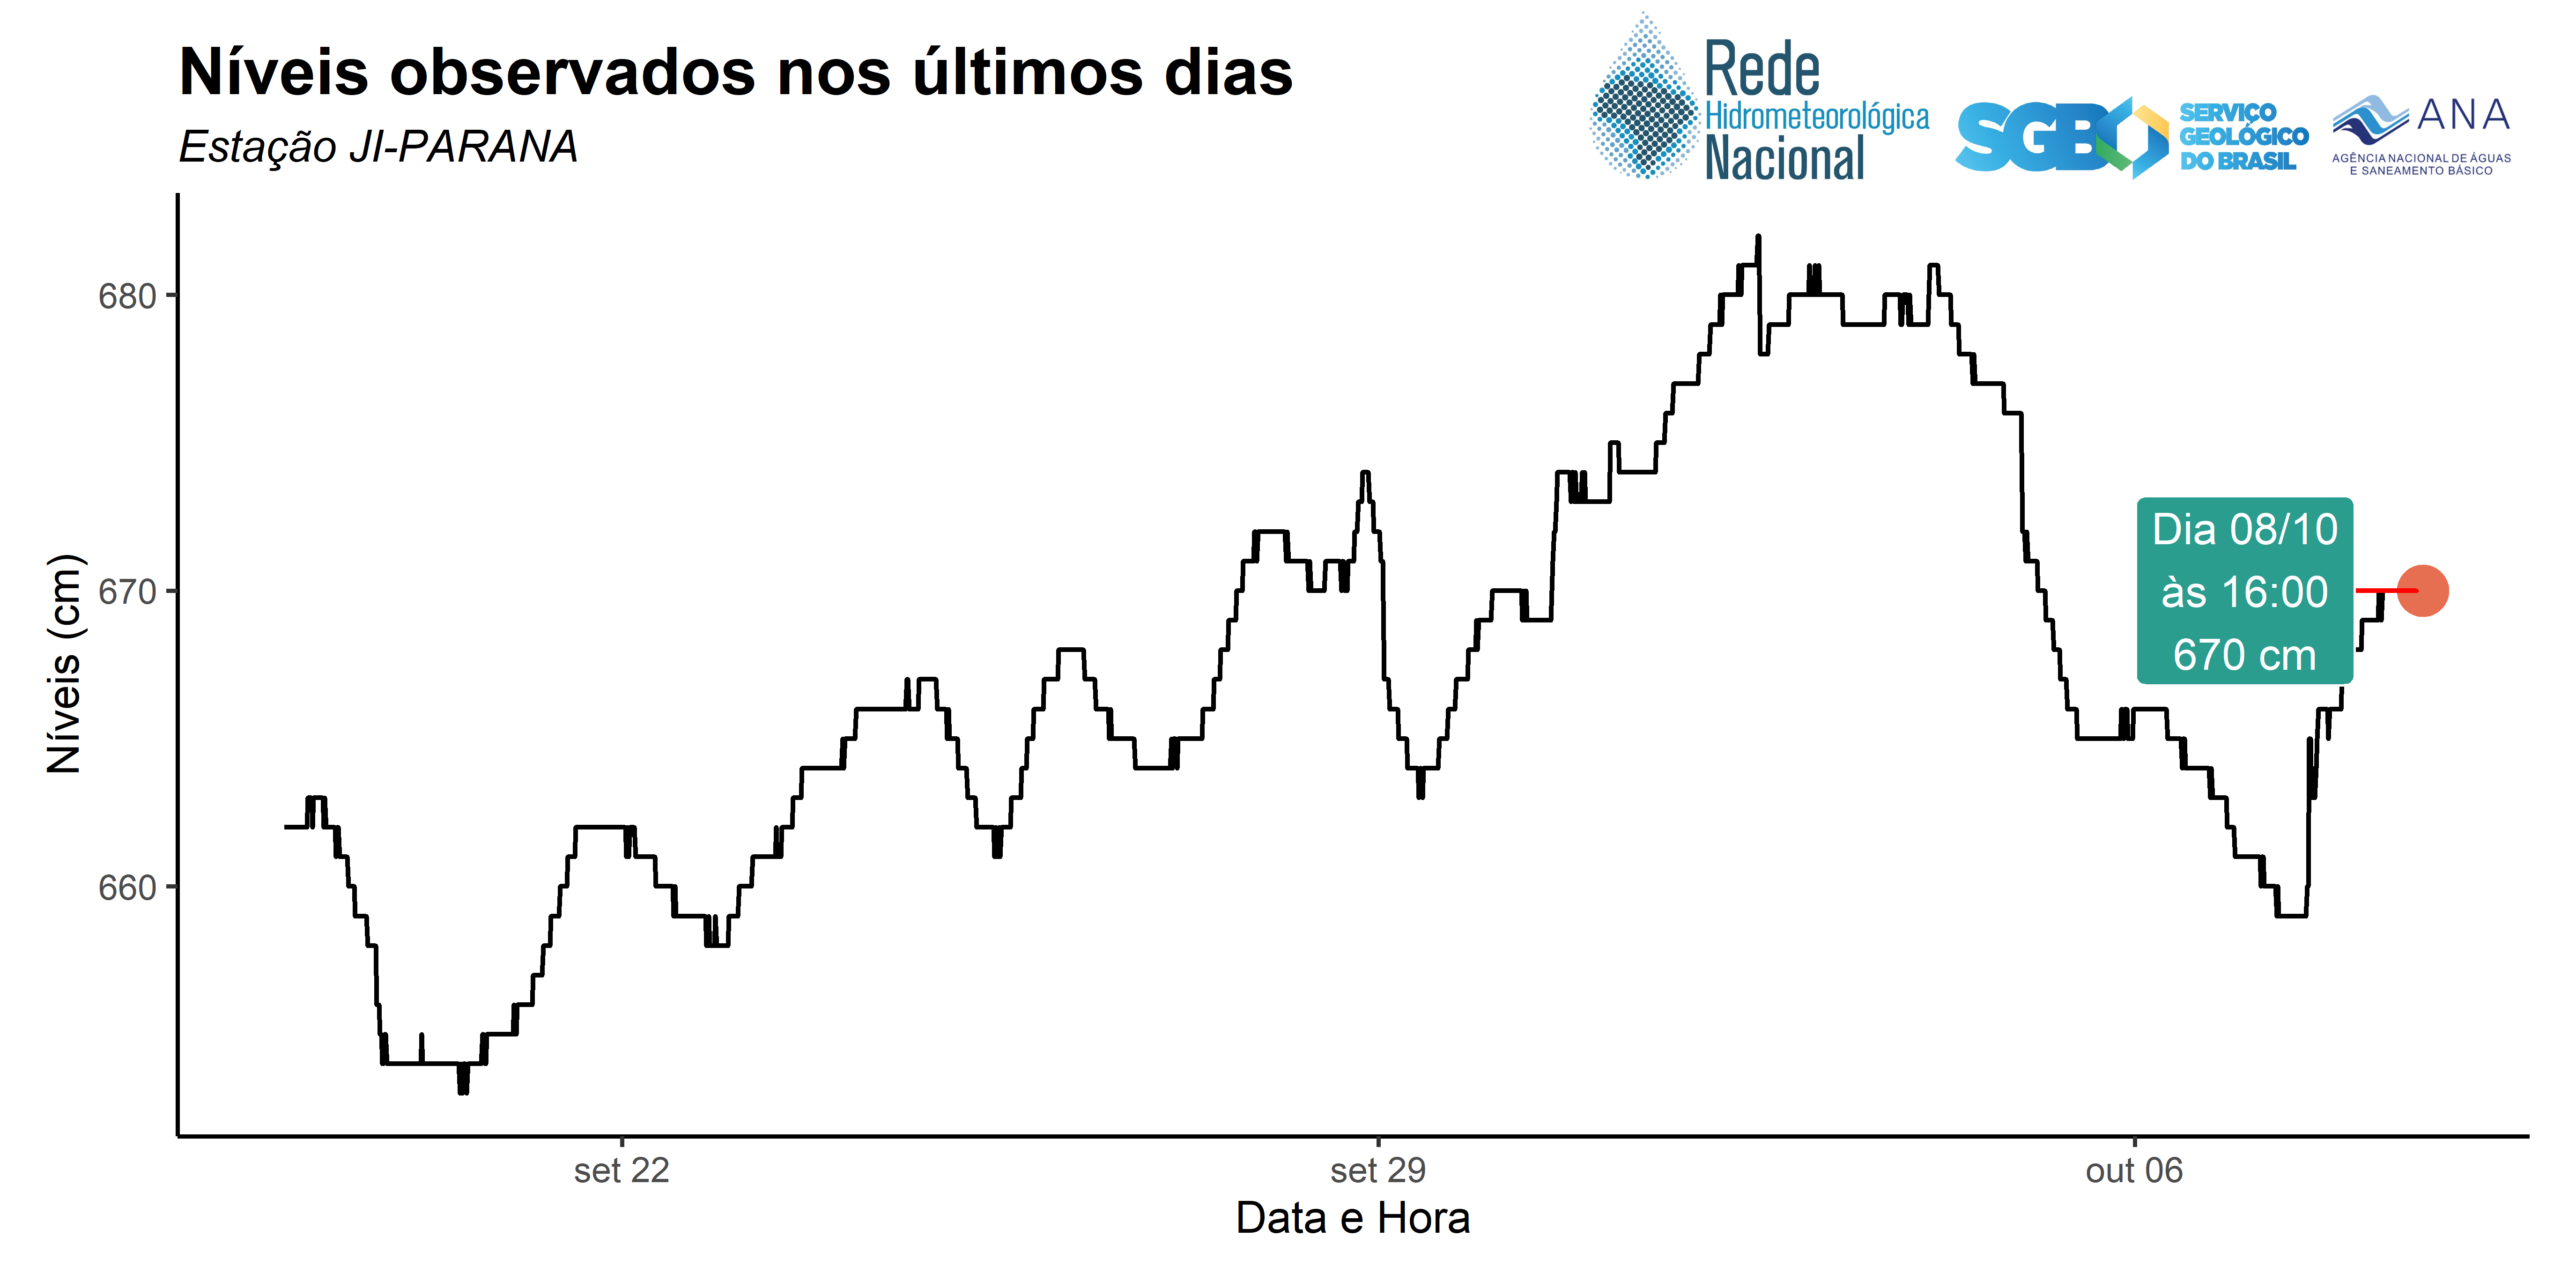 Níveis observados nos últimos dias
Estação JI-PARANA
Rede
Hidrometeorológica
Nacional
SGB
SERVIÇO
GEOLÓGICO
DO BRASIL
ANA
AGÊNCIA NACIONAL DE ÁGUAS
E SANEAMENTO BÁSICO
Níveis (cm)
680
670
660
Dia 08/10
às 16:00
670 cm
set 22
set 29
out 06
Data e Hora